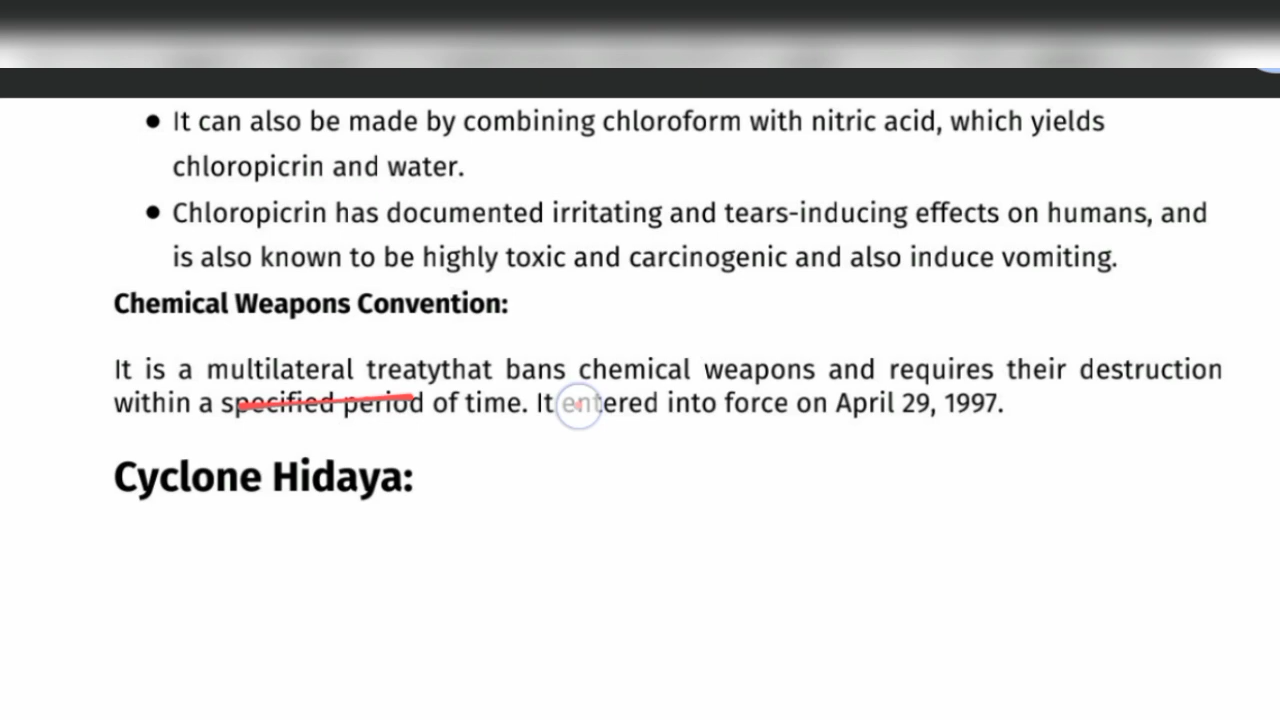 ● It can also be made by combining chloroform with nitric acid, which yields
chloropicrin and water.
● Chloropicrin has documented irritating and tears-inducing effects on humans, and
is also known to be highly toxic and carcinogenic and also induce vomiting.
Chemical Weapons Convention:
It is a multilateral treatythat bans chemical weapons and requires their destruction
within a specified period of time. It entered into force on April 29, 1997.
Cyclone Hidaya: